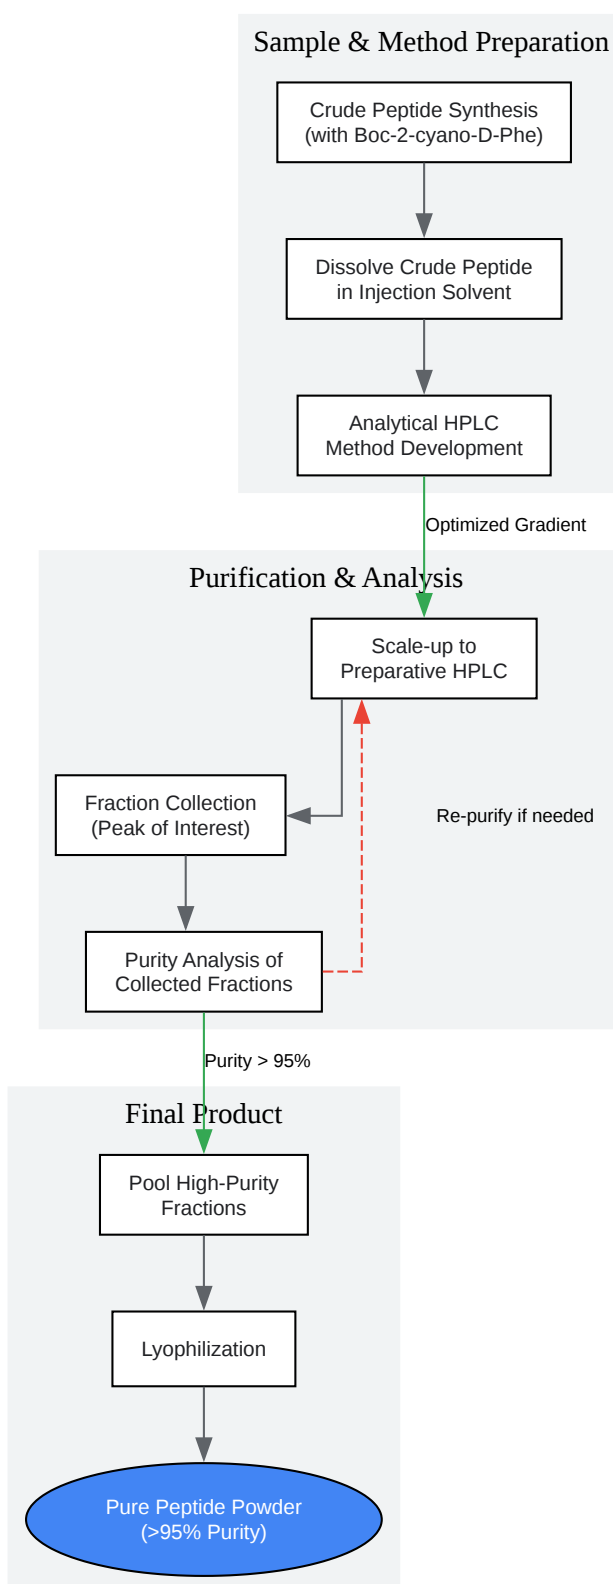 Sample & Method Preparation
Crude Peptide Synthesis
(with Boc-2-cyano-D-Phe)
Dissolve Crude Peptide
in Injection Solvent
Analytical HPLC
Method Development
Optimized Gradient
Purification & Analysis
Scale-up to
Preparative HPLC
Fraction Collection
(Peak of Interest)
Re-purify if needed
Purity Analysis of
Collected Fractions
Purity > 95%
Final Product
Pool High-Purity
Fractions
Lyophilization
Pure Peptide Powder
(>95% Purity)